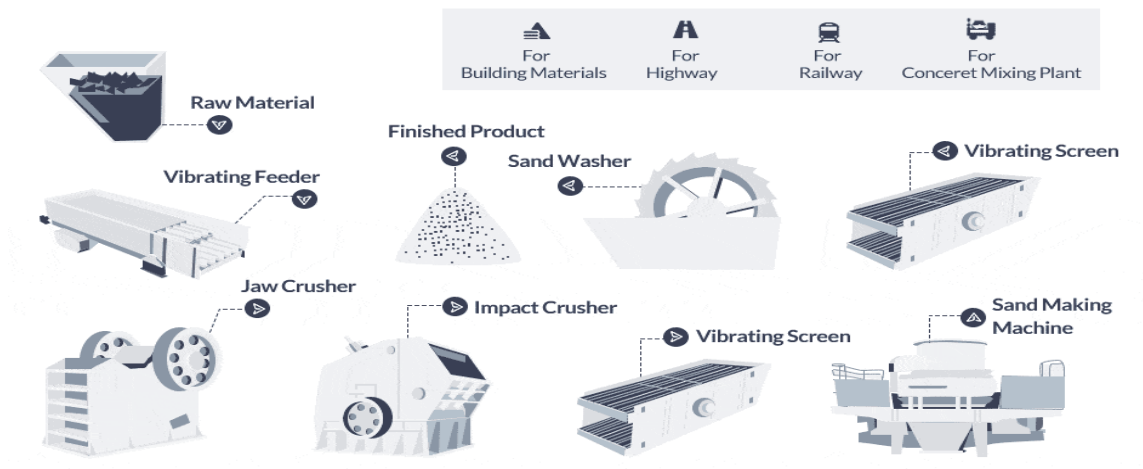 For
Building Materials
For
Highway
For
Railway
For
Conceret Mixing Plant
Raw Material
Finished Product
Sand Washer
Vibrating Screen
Vibrating Feeder
Jaw Crusher
Impact Crusher
Vibrating Screen
Sand Making
Machine